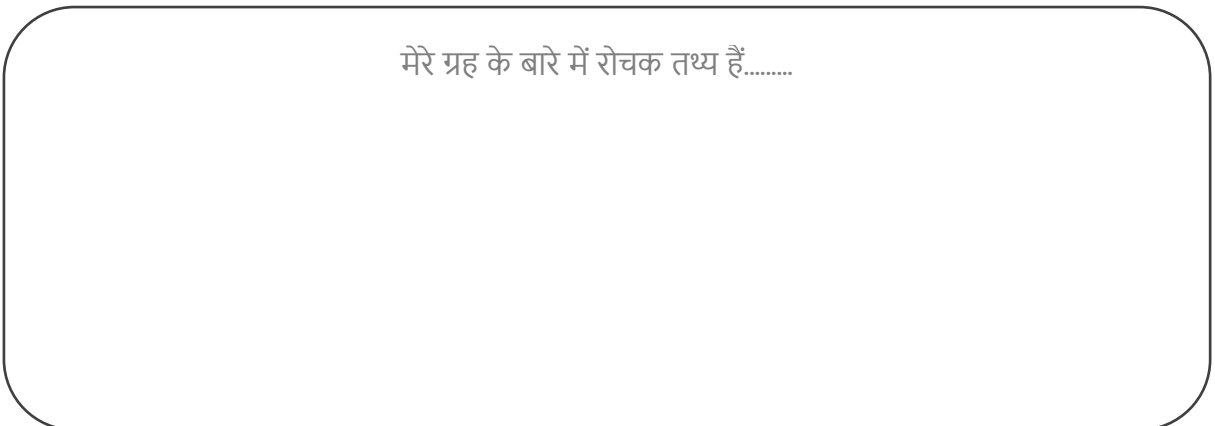 मेरे ग्रह के बारे में रोचक तथ्य हैं.........